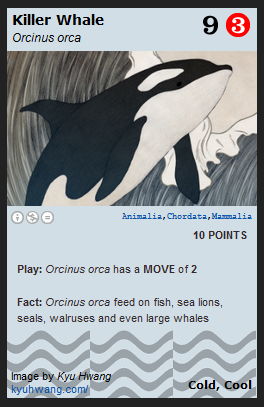 Killer Whale
Orcinus orca
9 3
Animalia,Chordata,Mammalia
10 POINTS
Play: Orcinus orca has a MOVE of 2
Fact: Orcinus orca feed on fish, sea lions,
seals, walruses and even large whales
Image by Kyu Hwang
kyuhwang.com/
Cold, Cool